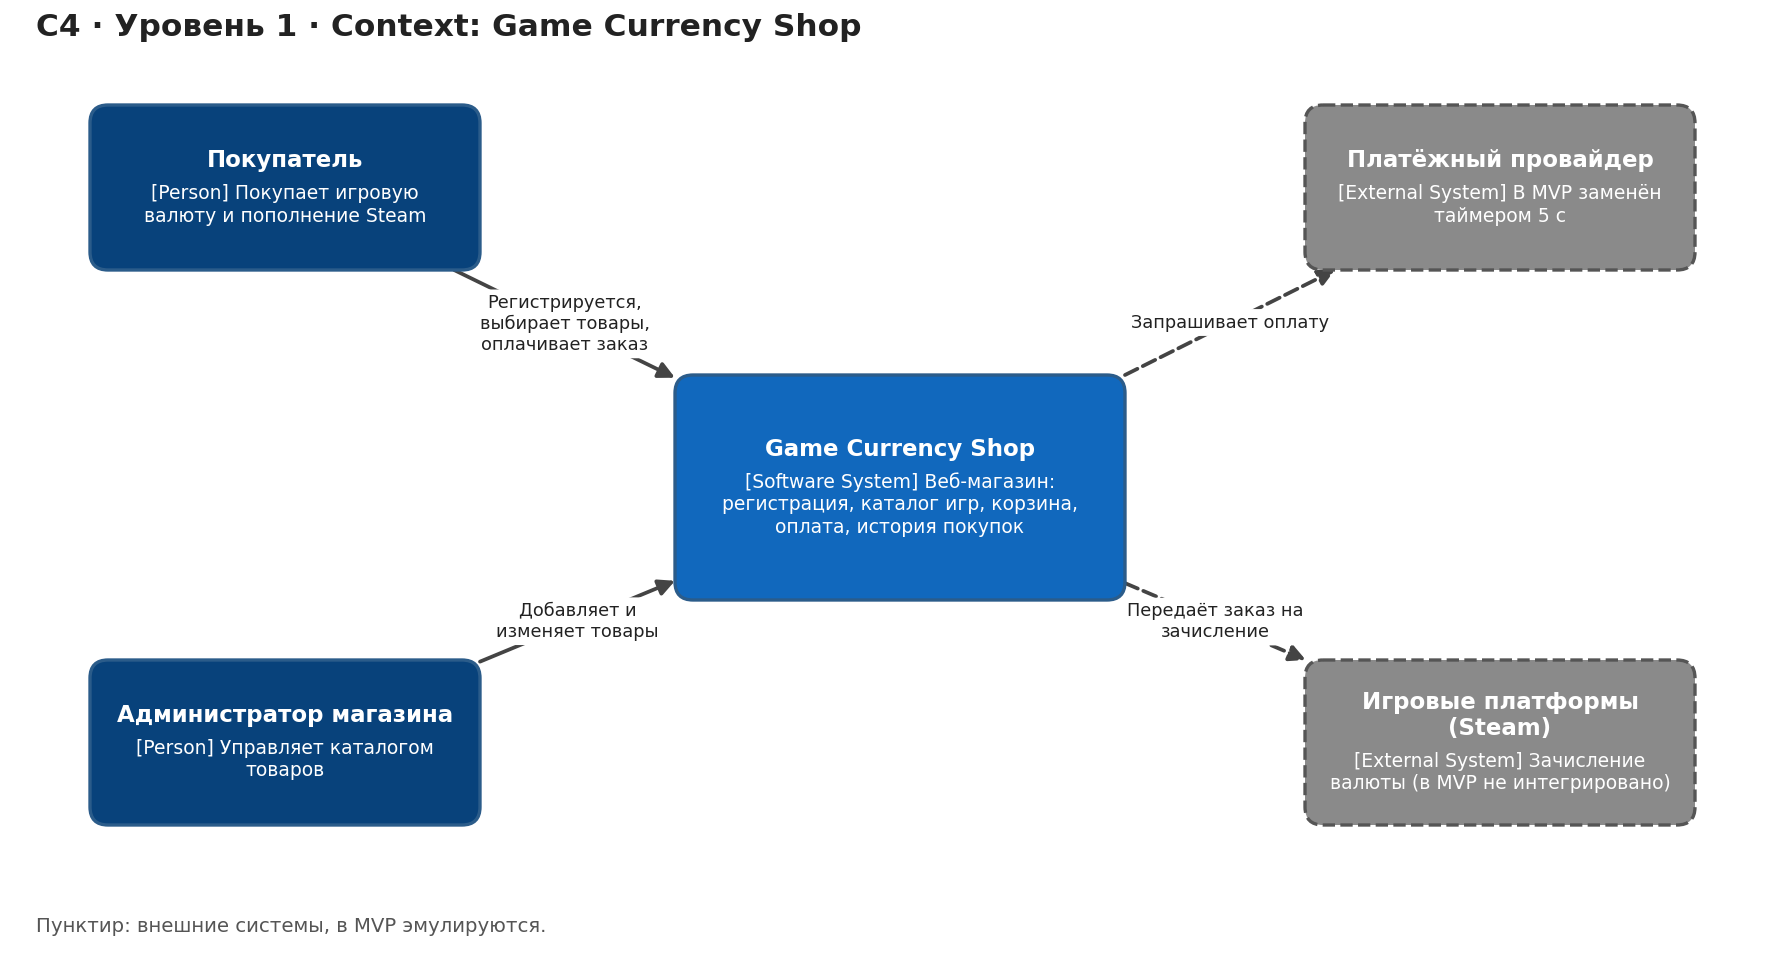 C4 · Уровень 1 · Context: Game Currency Shop
Покупатель
[Person] Покупает игровую
валюту и пополнение Steam
Платёжный провайдер
[External System] В MVP заменён
таймером 5 с
Регистрируется,
выбирает товары,
оплачивает заказ
Запрашивает оплату
Game Currency Shop
[Software System] Веб-магазин:
регистрация, каталог игр, корзина,
оплата, история покупок
Добавляет и
изменяет товары
Передаёт заказ на
зачисление
Администратор магазина
[Person] Управляет каталогом
товаров
Игровые платформы
(Steam)
[External System] Зачисление
валюты (в MVP не интегрировано)
Пунктир: внешние системы, в MVP эмулируются.